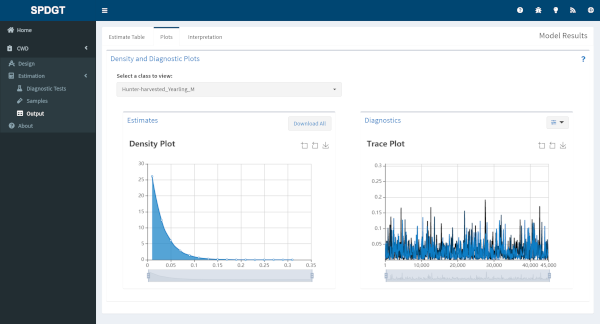 SPDGT
Home
CWD
Design
Estimation
Diagnostic Tests
Samples
Output
About
Estimate Table
Plots
Interpretation
Model Results
Density and Diagnostic Plots
?
Select a class to view:
Hunter-harvested_Yearling_M
Estimates
Download All
Density Plot
30
25
20
15
10
5
0
0
0.05
0.1
0.15
0.2
0.25
0.3
0.35
Diagnostics
Trace Plot
0.3
0.25
0.2
0.15
0.1
0.05
1
10,000
20,000
30,000
40,000
45,000